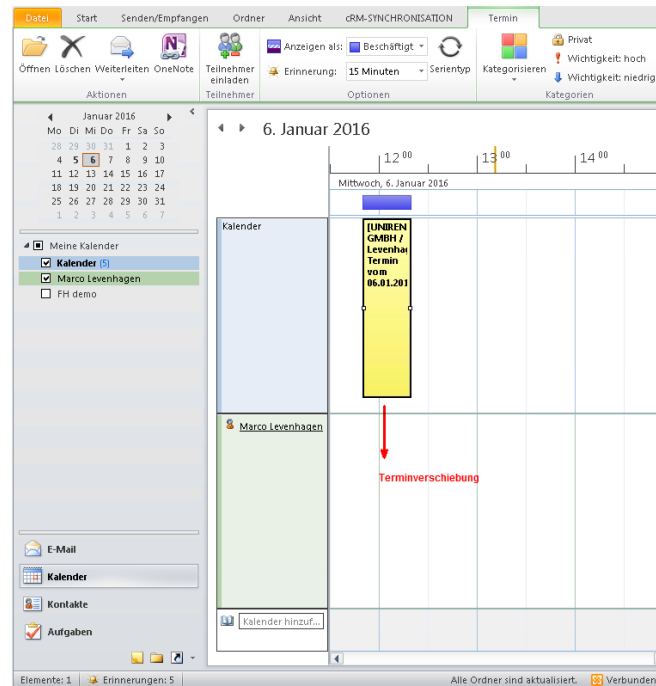 Datei Start Senden/Empfangen Ordner Ansicht cRM-SYNCHRONISATION Termin
Öffnen Löschen Weiterleiten OneNote
Aktionen
Teilnehmer einladen
Teilnehmer
Anzeigen als: Beschäftigt
Erinnerung: 15 Minuten
Serientyp
Optionen
Kategorisieren
Privat
Wichtigkeit: hoch
Wichtigkeit: niedrig
Kategorien
Januar 2016
Mo Di Mi Do Fr Sa So
28 29 30 31 1 2 3
4 5 6 7 8 9 10
11 12 13 14 15 16 17
18 19 20 21 22 23 24
25 26 27 28 29 30 31
1 2 3 4 5 6 7
Meine Kalender
Kalender (5)
Marco Levenhagen
FH demo
E-Mail
Kalender
Kontakte
Aufgaben
6. Januar 2016
12 00 13 00 14 00
Mittwoch, 6. Januar 2016
Kalender
[UNIREN
GMBH /
Levenhag
Termin
vom
06.01.201
Marco Levenhagen
Terminverschiebung
Kalender hinzuf...
Elemente: 1 Erinnerungen: 5 Alle Ordner sind aktualisiert. Verbunden